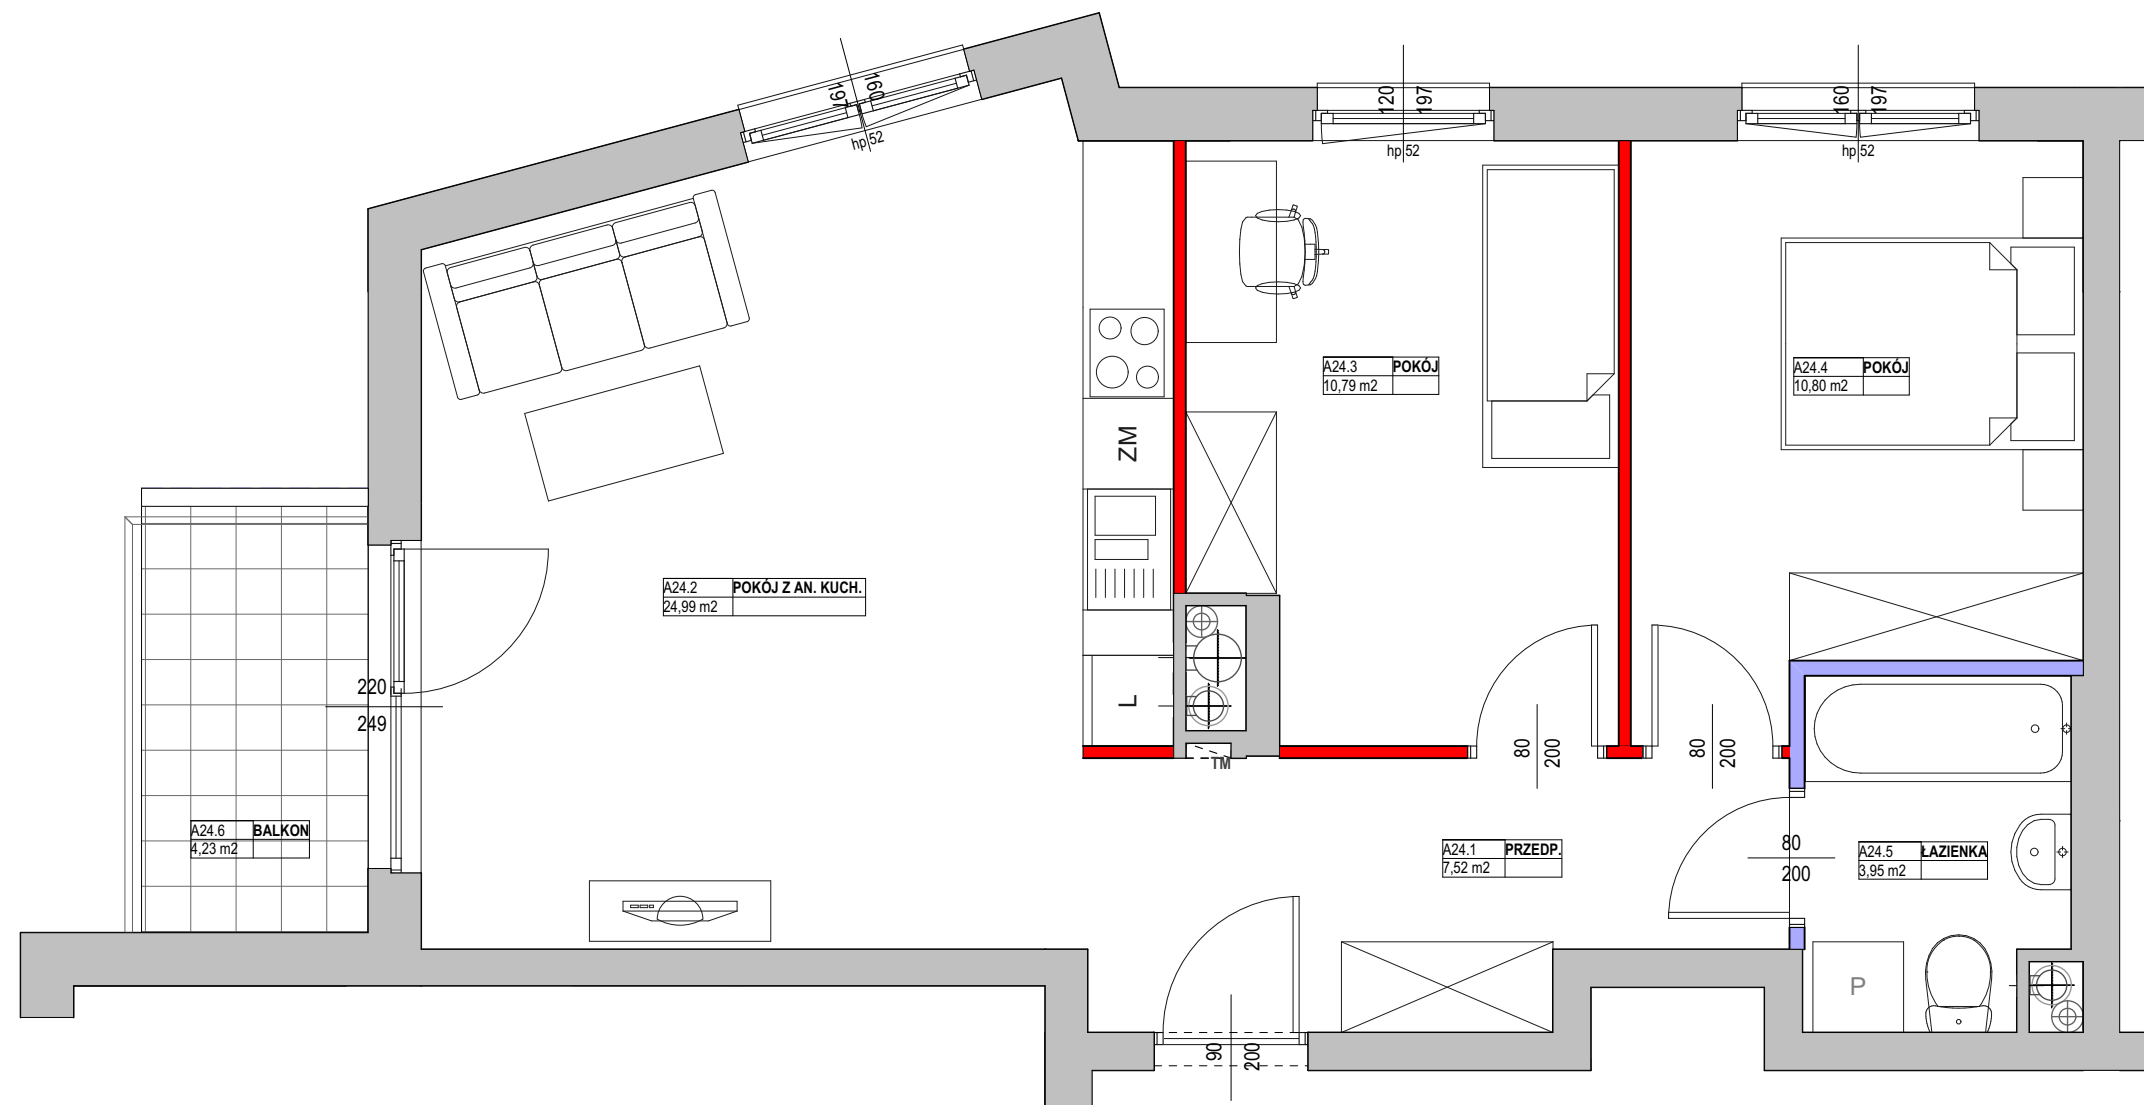 197
160
hp 52
120
197
hp 52
160
197
hp 52
A24.3 POKÓJ
10,79 m2
A24.4 POKÓJ
10,80 m2
ZM
A24.2 POKÓJ Z AN. KUCH.
24,99 m2
220
249
L
TM
80
200
80
200
A24.6 BALKON
4,23 m2
A24.1 PRZEDP.
7,52 m2
80
200
A24.5 ŁAZIENKA
3,95 m2
P
90
200